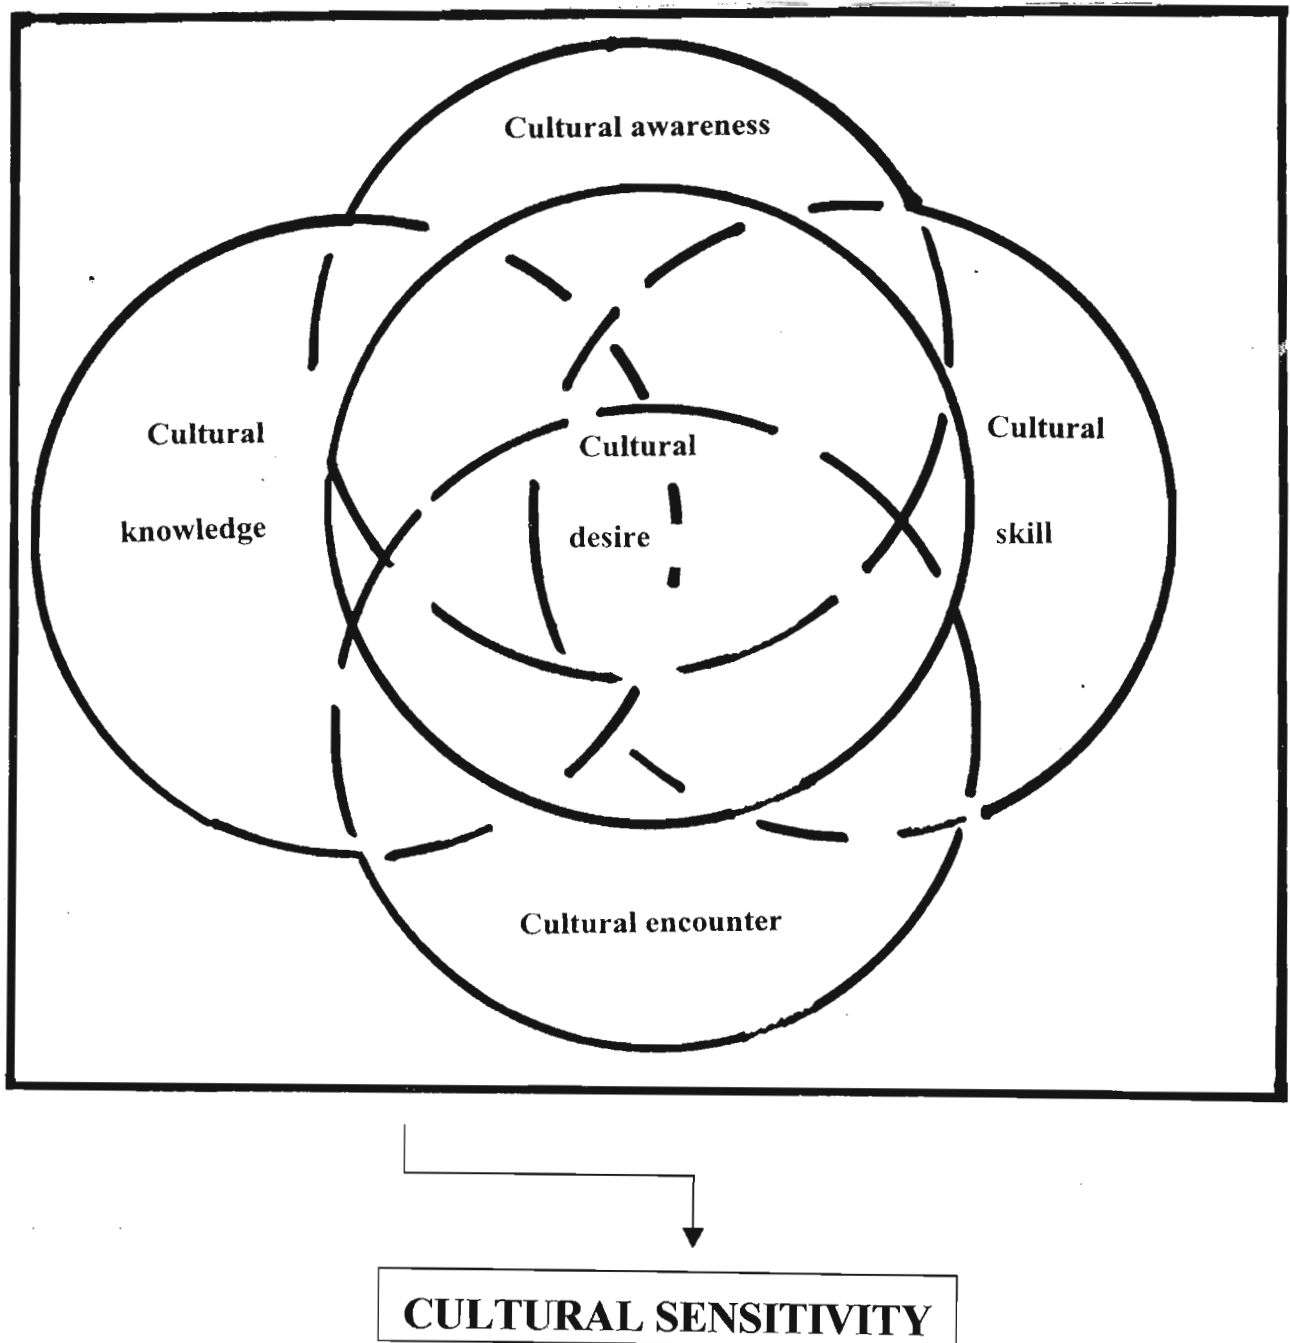 Cultural awareness
Cultural
knowledge
Cultural
desire
Cultural
skill
Cultural encounter
CULTURAL SENSITIVITY